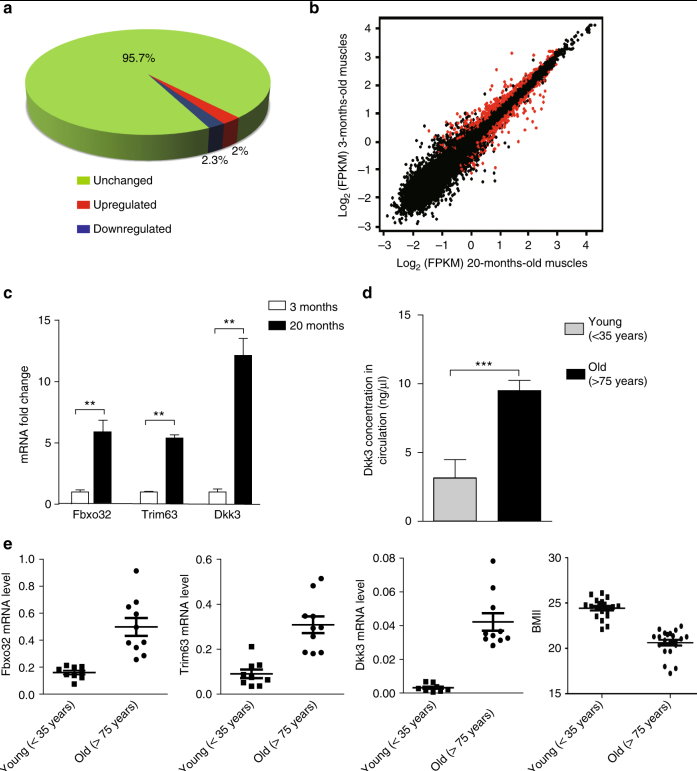 a
95.7%
2%
2.3%
Unchanged
Upregulated
Downregulated
b
Log2 (FPKM) 3-months-old muscles
4
3
2
1
0
−1
−2
−3
−3 −2 −1 0 1 2 3 4
Log2 (FPKM) 20-months-old muscles
c
3 months
20 months
mRNA fold change
15
10
5
0
**
**
**
Fbxo32 Trim63 Dkk3
d
Dkk3 concentration in
circulation (ng/μl)
15
10
5
0
***
Young
(<35 years)
Old
(>75 years)
e
Fbxo32 mRNA level
1.0
0.8
0.6
0.4
0.2
0.0
Young (< 35 years)
Old (> 75 years)
Trim63 mRNA level
0.6
0.4
0.2
0.0
Young (< 35 years)
Old (> 75 years)
Dkk3 mRNA level
0.08
0.06
0.04
0.02
0.00
Young (< 35 years)
Old (> 75 years)
BMII
30
25
20
15
Young (< 35 years)
Old (> 75 years)